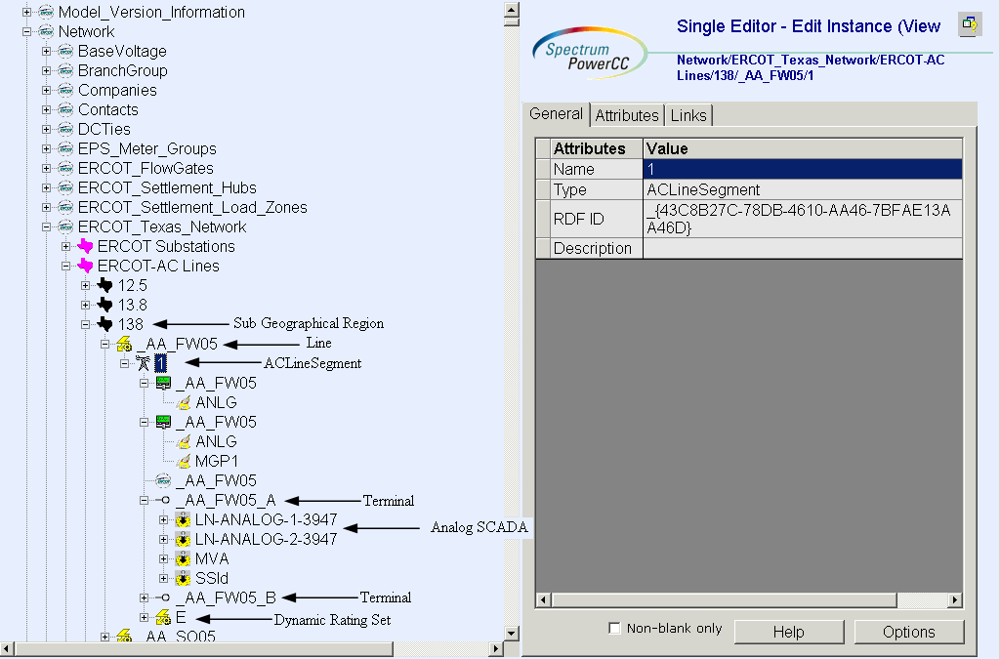 Model_Version_Information
Network
BaseVoltage
BranchGroup
Companies
Contacts
DCTies
EPS_Meter_Groups
ERCOT_FlowGates
ERCOT_Settlement_Hubs
ERCOT_Settlement_Load_Zones
ERCOT_Texas_Network
ERCOT Substations
ERCOT-AC Lines
12.5
13.8
138 Sub Geographical Region
_AA_FW05 Line
1 ACLineSegment
_AA_FW05
ANLG
_AA_FW05
ANLG
MGP1
_AA_FW05
_AA_FW05_A Terminal
LN-ANALOG-1-3947
Analog SCADA
LN-ANALOG-2-3947
MVA
SSId
_AA_FW05_B Terminal
E Dynamic Rating Set
_AA_SO05
Spectrum
PowerCC
Single Editor - Edit Instance (View
Network/ERCOT_Texas_Network/ERCOT-AC
Lines/138/_AA_FW05/1
General Attributes Links
Attributes Value
Name 1
Type ACLineSegment
RDF ID _{43C8B27C-78DB-4610-AA46-7BFAE13A
A46D}
Description
Non-blank only Help Options